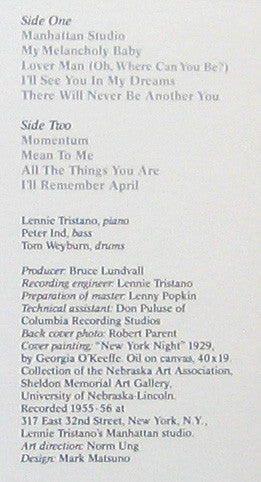 Side One
Manhattan Studio
My Melancholy Baby
Lover Man (Oh, Where Can You Be?)
I'll See You In My Dreams
There Will Never Be Another You
Side Two
Momentum
Mean To Me
All The Things You Are
I'll Remember April
Lennie Tristano, piano
Peter Ind, bass
Tom Weyburn, drums
Producer: Bruce Lundvall
Recording engineer: Lennie Tristano
Preparation of master: Lenny Popkin
Technical assistant: Don Puluse of
Columbia Recording Studios
Back cover photo: Robert Parent
Cover painting: "New York Night" 1929,
by Georgia O'Keeffe. Oil on canvas, 40x19.
Collection of the Nebraska Art Association,
Sheldon Memorial Art Gallery,
University of Nebraska-Lincoln.
Recorded 1955-56 at
317 East 32nd Street, New York, N.Y.,
Lennie Tristano's Manhattan studio.
Art direction: Norm Ung
Design: Mark Matsuno